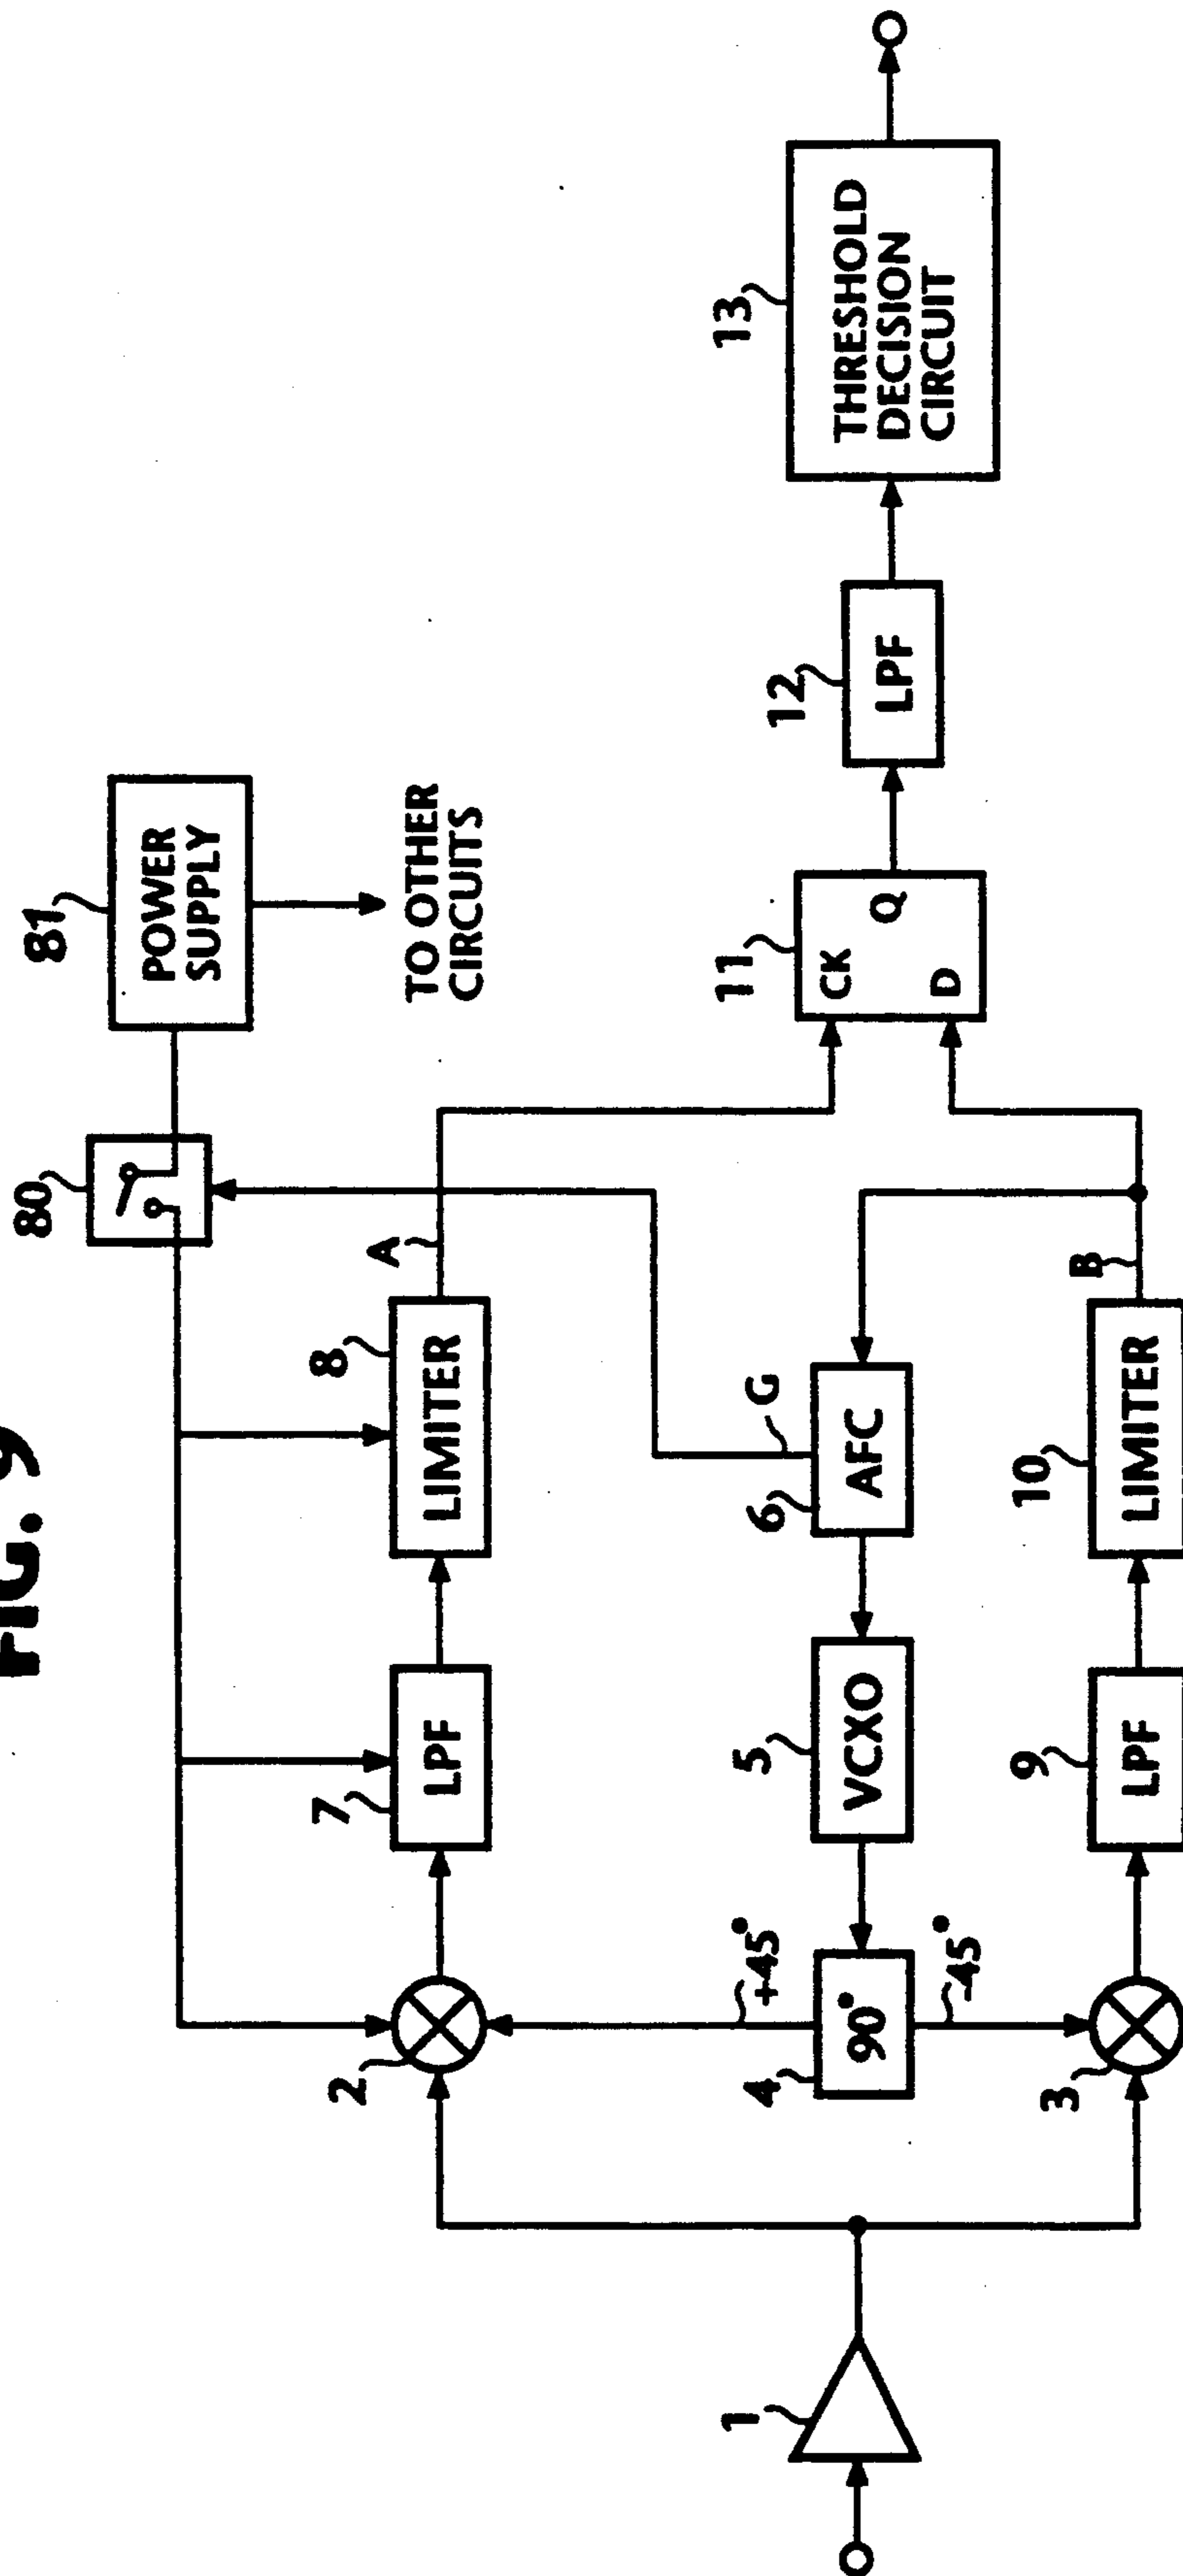 FIG. 9
80
81
POWER
SUPPLY
TO OTHER
CIRCUITS
2
7
LPF
8
LIMITER
A
+45°
G
1
4
90°
5
VCXO
6
AFC
-45°
11
CK
Q
D
12
LPF
13
THRESHOLD
DECISION
CIRCUIT
3
9
LPF
10
LIMITER
B